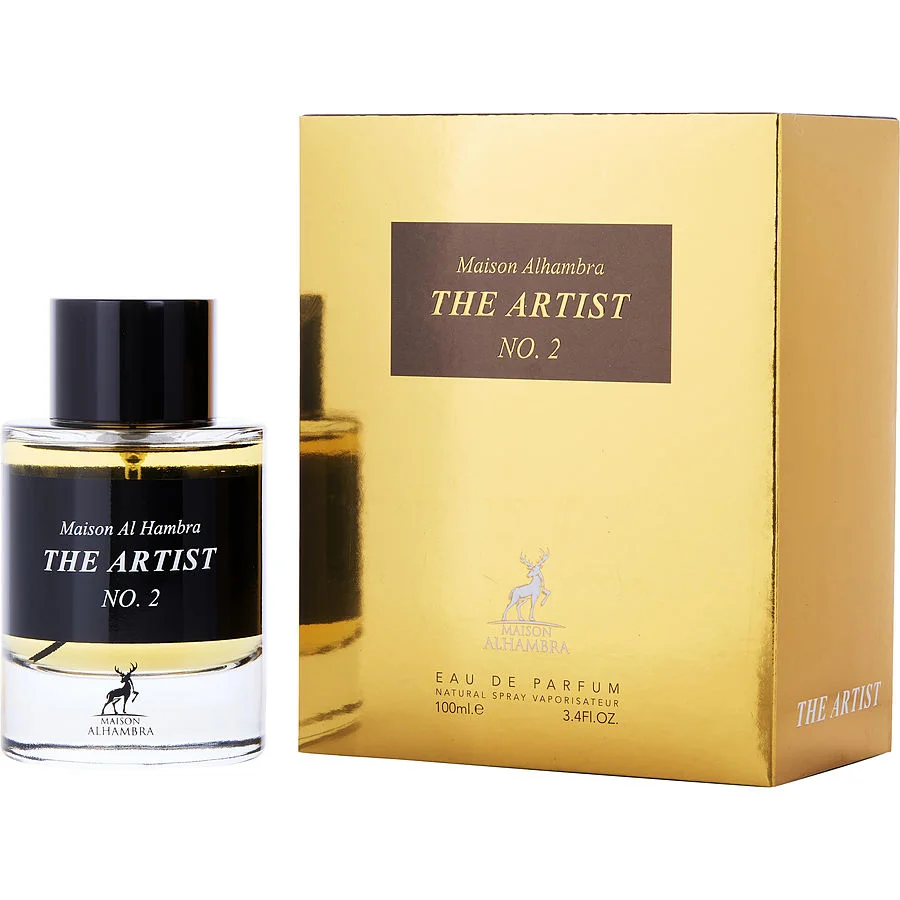 Maison Al Hambra
THE ARTIST
NO. 2
MAISON
ALHAMBRA
Maison Alhambra
THE ARTIST
NO. 2
MAISON
ALHAMBRA
EAU DE PARFUM
NATURAL SPRAY VAPORISATEUR
100ml.e 3.4Fl.OZ.
THE ARTIST